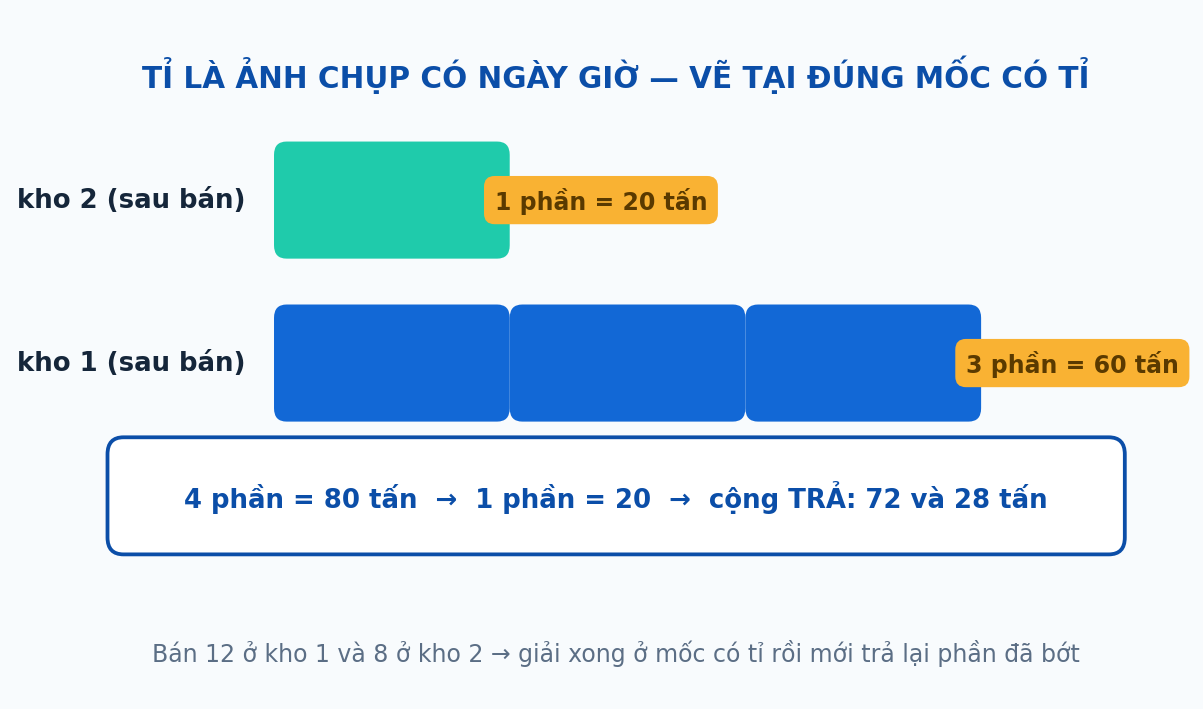 TỈ LÀ ẢNH CHỤP CÓ NGÀY GIỜ — VẼ TẠI ĐÚNG MỐC CÓ TỈ
kho 2 (sau bán)
1 phần = 20 tấn
kho 1 (sau bán)
3 phần = 60 tấn
4 phần = 80 tấn → 1 phần = 20 → cộng TRẢ: 72 và 28 tấn
Bán 12 ở kho 1 và 8 ở kho 2 → giải xong ở mốc có tỉ rồi mới trả lại phần đã bớt